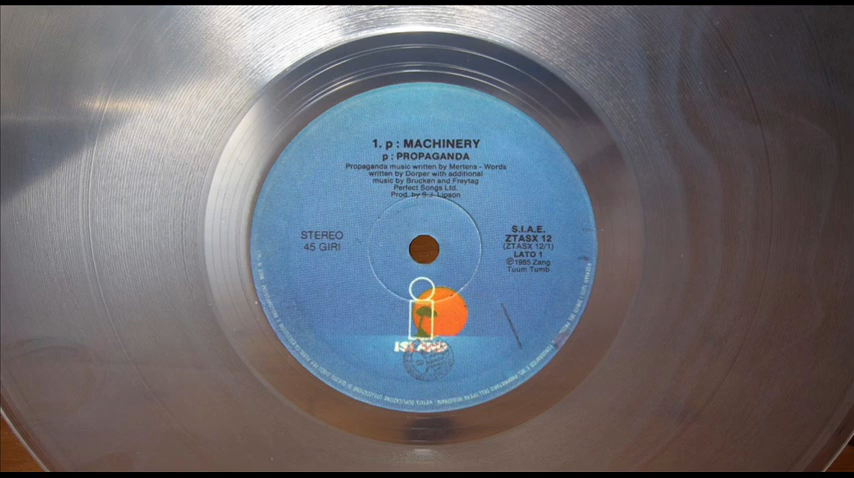 1. p : MACHINERY
p : PROPAGANDA
Propaganda music written by Mertens - Words
written by Dorper with additional
music by Brucken and Freytag
Perfect Songs Ltd.
Prod. by S.J. Lipson
STEREO
45 GIRI
S.I.A.E.
ZTASX 12
(ZTASX 12/1)
LATO 1
℗ 1985 Zang
Tuum Tumb
ISLAND